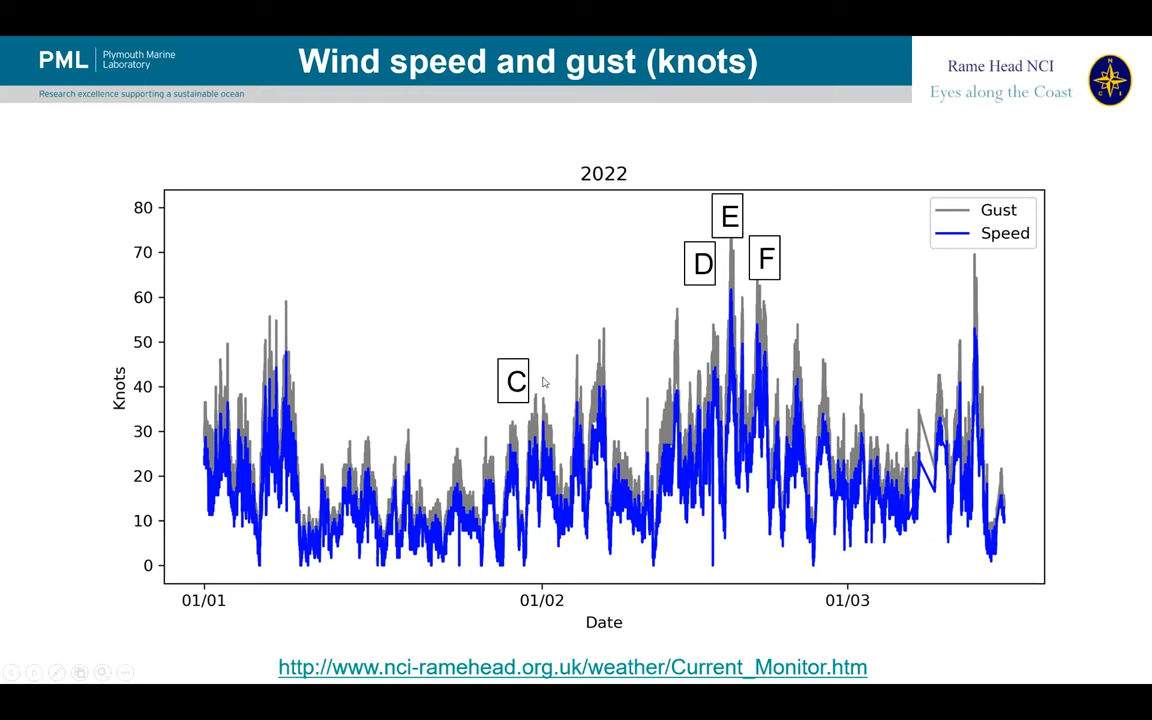 PML
Plymouth Marine
Laboratory
Wind speed and gust (knots)
Rame Head NCI
Eyes along the Coast
N
C E
Research excellence supporting a sustainable ocean
2022
Gust
Speed
C
D
E
F
80
70
60
50
40
30
20
10
0
Knots
01/01
01/02
01/03
Date
http://www.nci-ramehead.org.uk/weather/Current_Monitor.htm